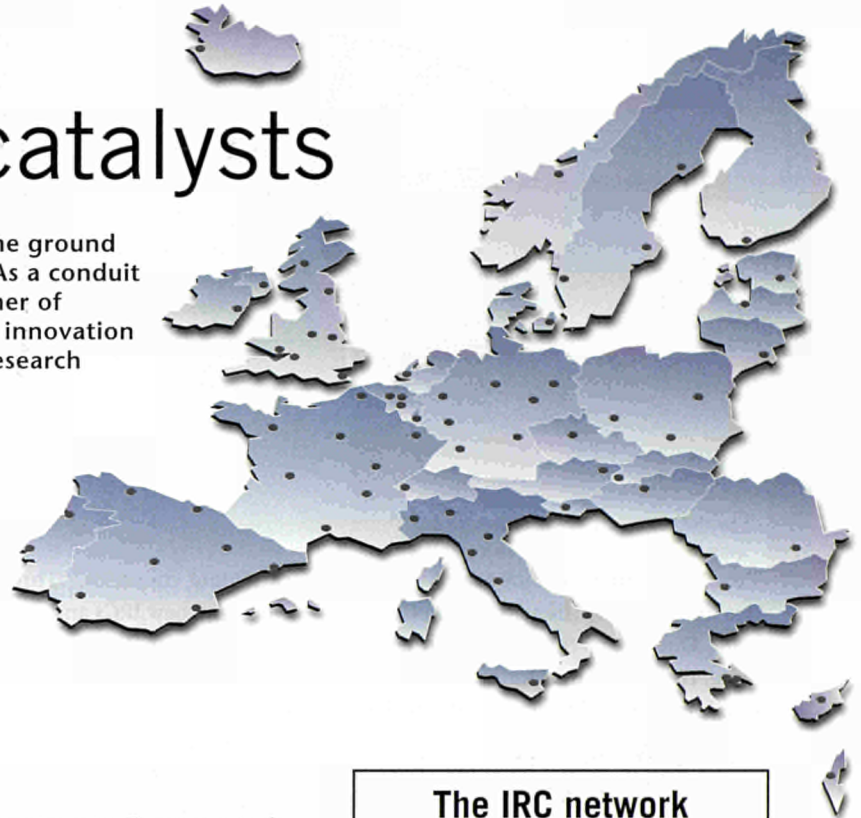 catalysts
ne ground
As a conduit
ner of
innovation
esearch
The IRC network